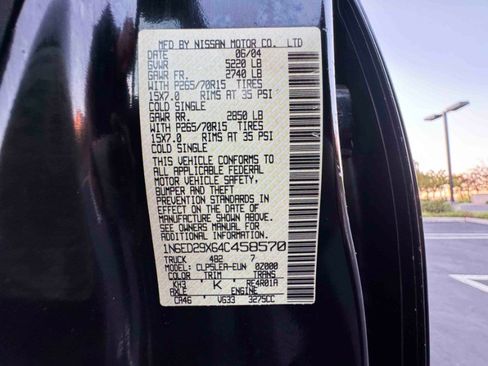 MFD BY NISSAN MOTOR CO. LTD
DATE 06/04
GVWR 5220 LB
GAWR FR. 2740 LB
WITH P265/70R15 TIRES
15X7.0 RIMS AT 35 PSI
COLD SINGLE
GAWR RR. 2850 LB
WITH P265/70R15 TIRES
15X7.0 RIMS AT 35 PSI
COLD SINGLE
THIS VEHICLE CONFORMS TO
ALL APPLICABLE FEDERAL
MOTOR VEHICLE SAFETY,
BUMPER AND THEFT
PREVENTION STANDARDS IN
EFFECT ON THE DATE OF
MANUFACTURE SHOWN ABOVE.
SEE OWNERS MANUAL FOR
ADDITIONAL INFORMATION
1N6ED29X64C458570
TRUCK 482 7
MODEL CLPSLEA-EUN 0Z000
COLOR TRIM TRANS
KH3 K RE4R01A
AXLE ENGINE
CA46 VG33 3275CC